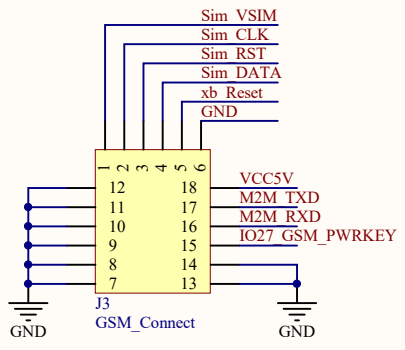 Sim_VSIM
Sim_CLK
Sim_RST
Sim_DATA
xb_Reset
GND
1 2 3 4 5 6
12 18 VCC5V
11 17 M2M_TXD
10 16 M2M_RXD
9 15 IO27_GSM_PWRKEY
8 14
7 13
J3
GSM_Connect
GND GND